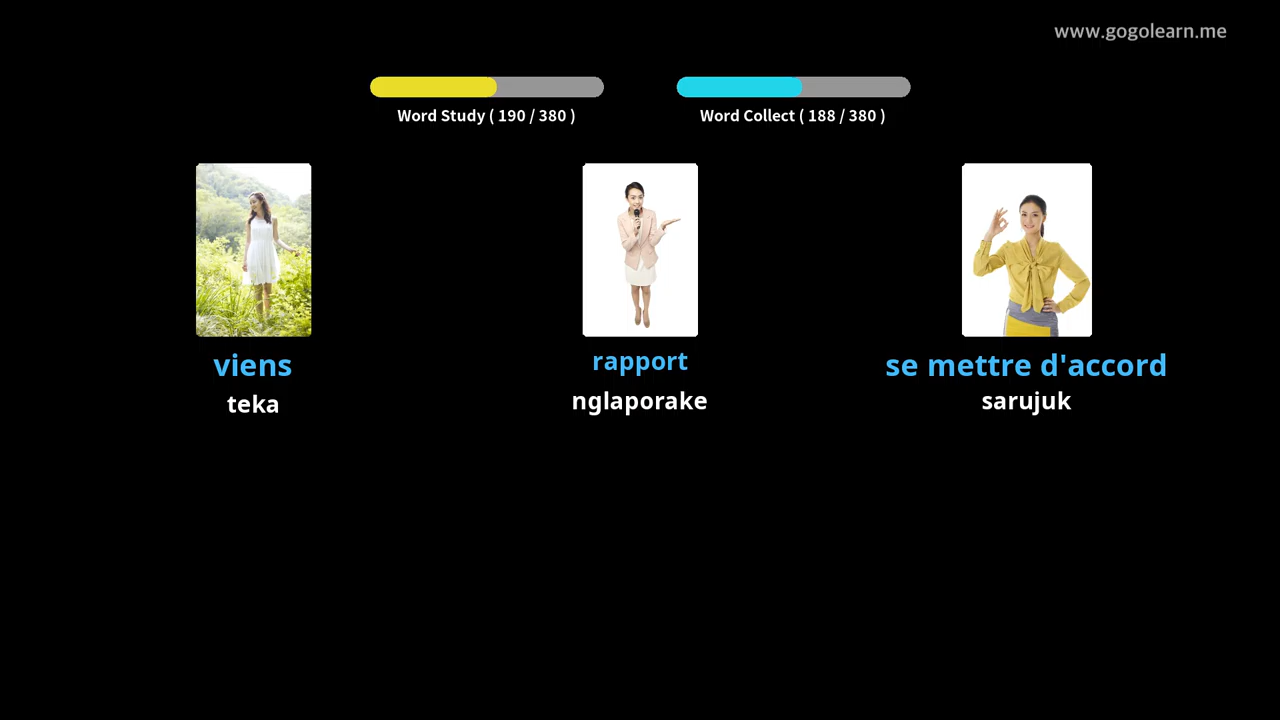 www.gogolearn.me
Word Study ( 190 / 380 )
Word Collect ( 188 / 380 )
viens
teka
rapport
nglaporake
se mettre d'accord
sarujuk